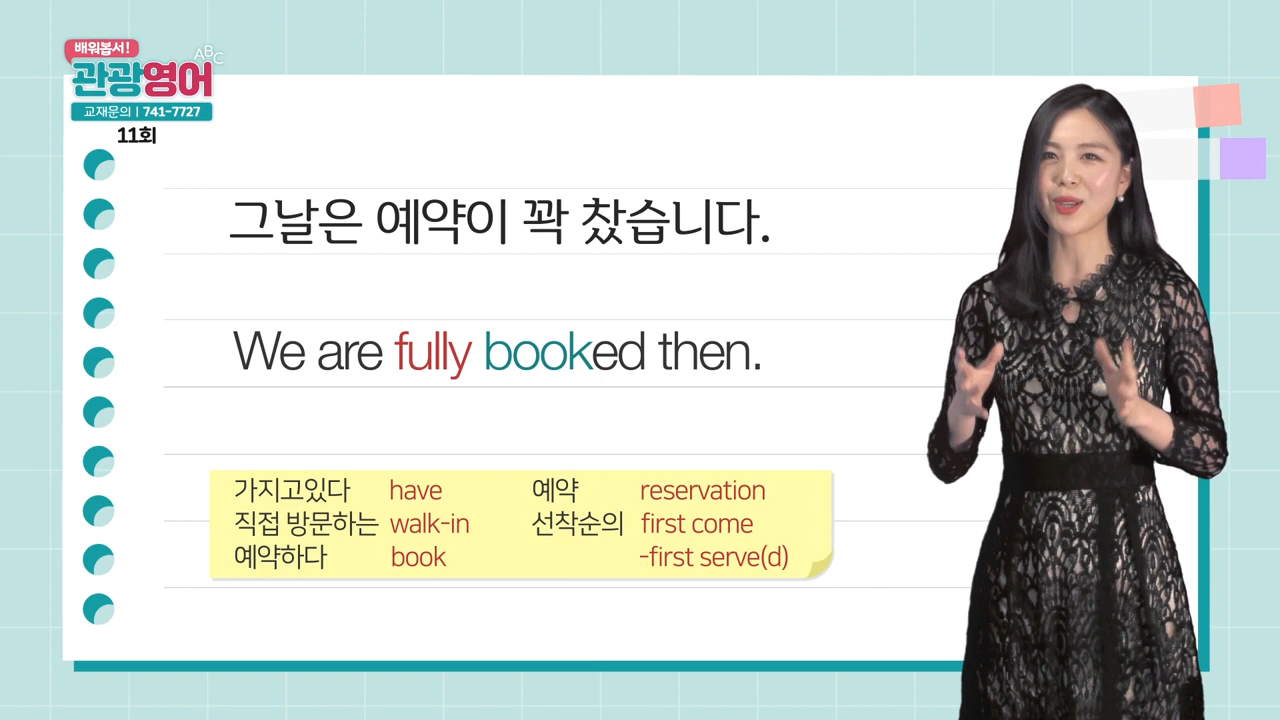 배워봅서!
ABC
관광영어
교재문의 | 741-7727
11회
그날은 예약이 꽉 찼습니다.
We are fully booked then.
가지고있다 have 예약 reservation
직접 방문하는 walk-in 선착순의 first come
예약하다 book -first serve(d)